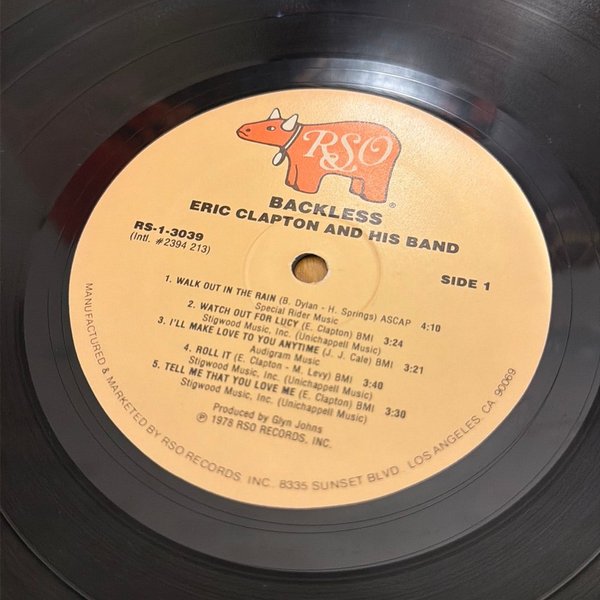 RSO
®
BACKLESS
ERIC CLAPTON AND HIS BAND
RS-1-3039
(Intl. #2394 213)
SIDE 1
1. WALK OUT IN THE RAIN (B. Dylan - H. Springs) ASCAP 4:10
Special Rider Music
2. WATCH OUT FOR LUCY (E. Clapton) BMI 3:24
Stigwood Music, Inc. (Unichappell Music)
3. I'LL MAKE LOVE TO YOU ANYTIME (J. J. Cale) BMI 3:21
Audigram Music
4. ROLL IT (E. Clapton - M. Levy) BMI 3:40
Stigwood Music, Inc. (Unichappell Music)
5. TELL ME THAT YOU LOVE ME (E. Clapton) BMI 3:30
Stigwood Music, Inc. (Unichappell Music)
Produced by Glyn Johns
℗ 1978 RSO RECORDS, INC.
MANUFACTURED & MARKETED BY RSO RECORDS, INC. 8335 SUNSET BLVD. LOS ANGELES, CA. 90069